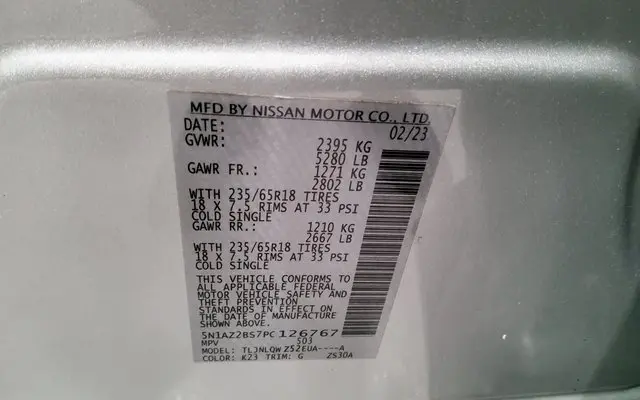 MFD BY NISSAN MOTOR CO., LTD.
DATE: 02/23
GVWR: 2395 KG
5280 LB
GAWR FR.: 1271 KG
2802 LB
WITH 235/65R18 TIRES
18 X 7.5 RIMS AT 33 PSI
COLD SINGLE
GAWR RR.: 1210 KG
2667 LB
WITH 235/65R18 TIRES
18 X 7.5 RIMS AT 33 PSI
COLD SINGLE
THIS VEHICLE CONFORMS TO
ALL APPLICABLE FEDERAL
MOTOR VEHICLE SAFETY AND
THEFT PREVENTION
STANDARDS IN EFFECT ON
THE DATE OF MANUFACTURE
SHOWN ABOVE.
5N1AZ2BS7PC126767
MPV 503
MODEL: TLJNLQWZ52EUA----A
COLOR: K23 TRIM: G ZS30A